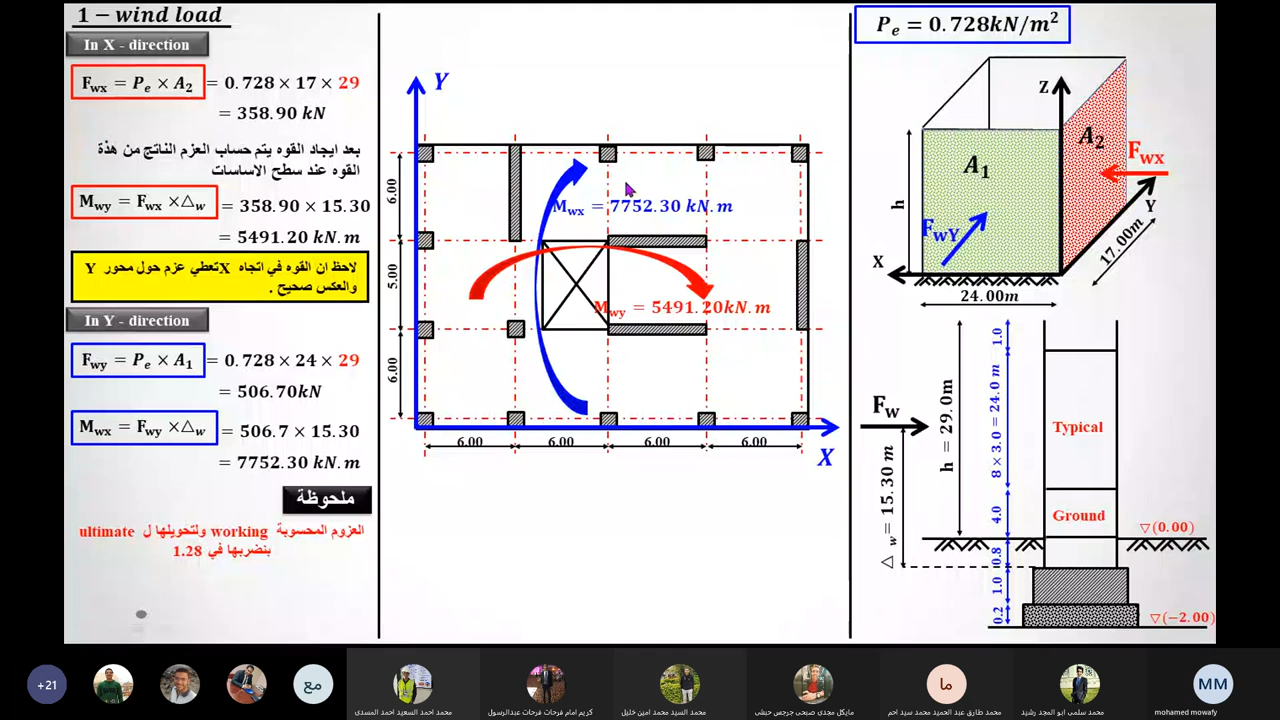 1 – wind load
In X - direction
Fwx = Pe × A2 = 0.728 × 17 × 29
= 358.90 kN
بعد ايجاد القوه يتم حساب العزم الناتج من هذة
القوه عند سطح الاساسات
Mwy = Fwx × △w = 358.90 × 15.30
= 5491.20 kN.m
لاحظ ان القوه في اتجاه Xتعطي عزم حول محور Y
والعكس صحيح .
In Y - direction
Fwy = Pe × A1 = 0.728 × 24 × 29
= 506.70kN
Mwx = Fwy × △w = 506.7 × 15.30
= 7752.30 kN.m
ملحوظة
العزوم المحسوبة working ولتحويلها ل ultimate
بنضربها في 1.28
Y
6.00
5.00
6.00
Mwx = 7752.30 kN.m
Mwy = 5491.20kN.m
6.00 6.00 6.00 6.00
X
Pe = 0.728kN/m²
Z
A1
A2
Fwx
FwY
h
Y
X
17.00m
24.00m
Fw
△w = 15.30 m
h = 29.0m
1.0
8 × 3.0 = 24.0 m
4.0
0.8
1.0
0.2
Typical
Ground
▽(0.00)
▽(−2.00)
+21
مع
محمد احمد السعيد احمد المسدى
كريم امام فرحات فرحات عبدالرسول
محمد السيد محمد امين خليل
مايكل مجدى صبحى جرجس حبشى
ما
محمد طارق عبد الحميد محمد سيد احم
محمد سلمى ابو المجد رشيد
MM
mohamed mowafy